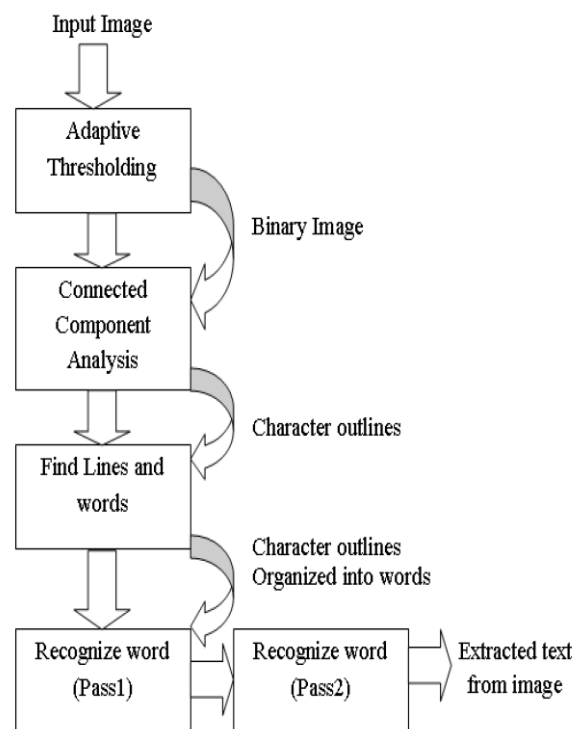 Input Image
Adaptive
Thresholding
Binary Image
Connected
Component
Analysis
Character outlines
Find Lines and
words
Character outlines
Organized into words
Recognize word
(Pass1)
Recognize word
(Pass2)
Extracted text
from image